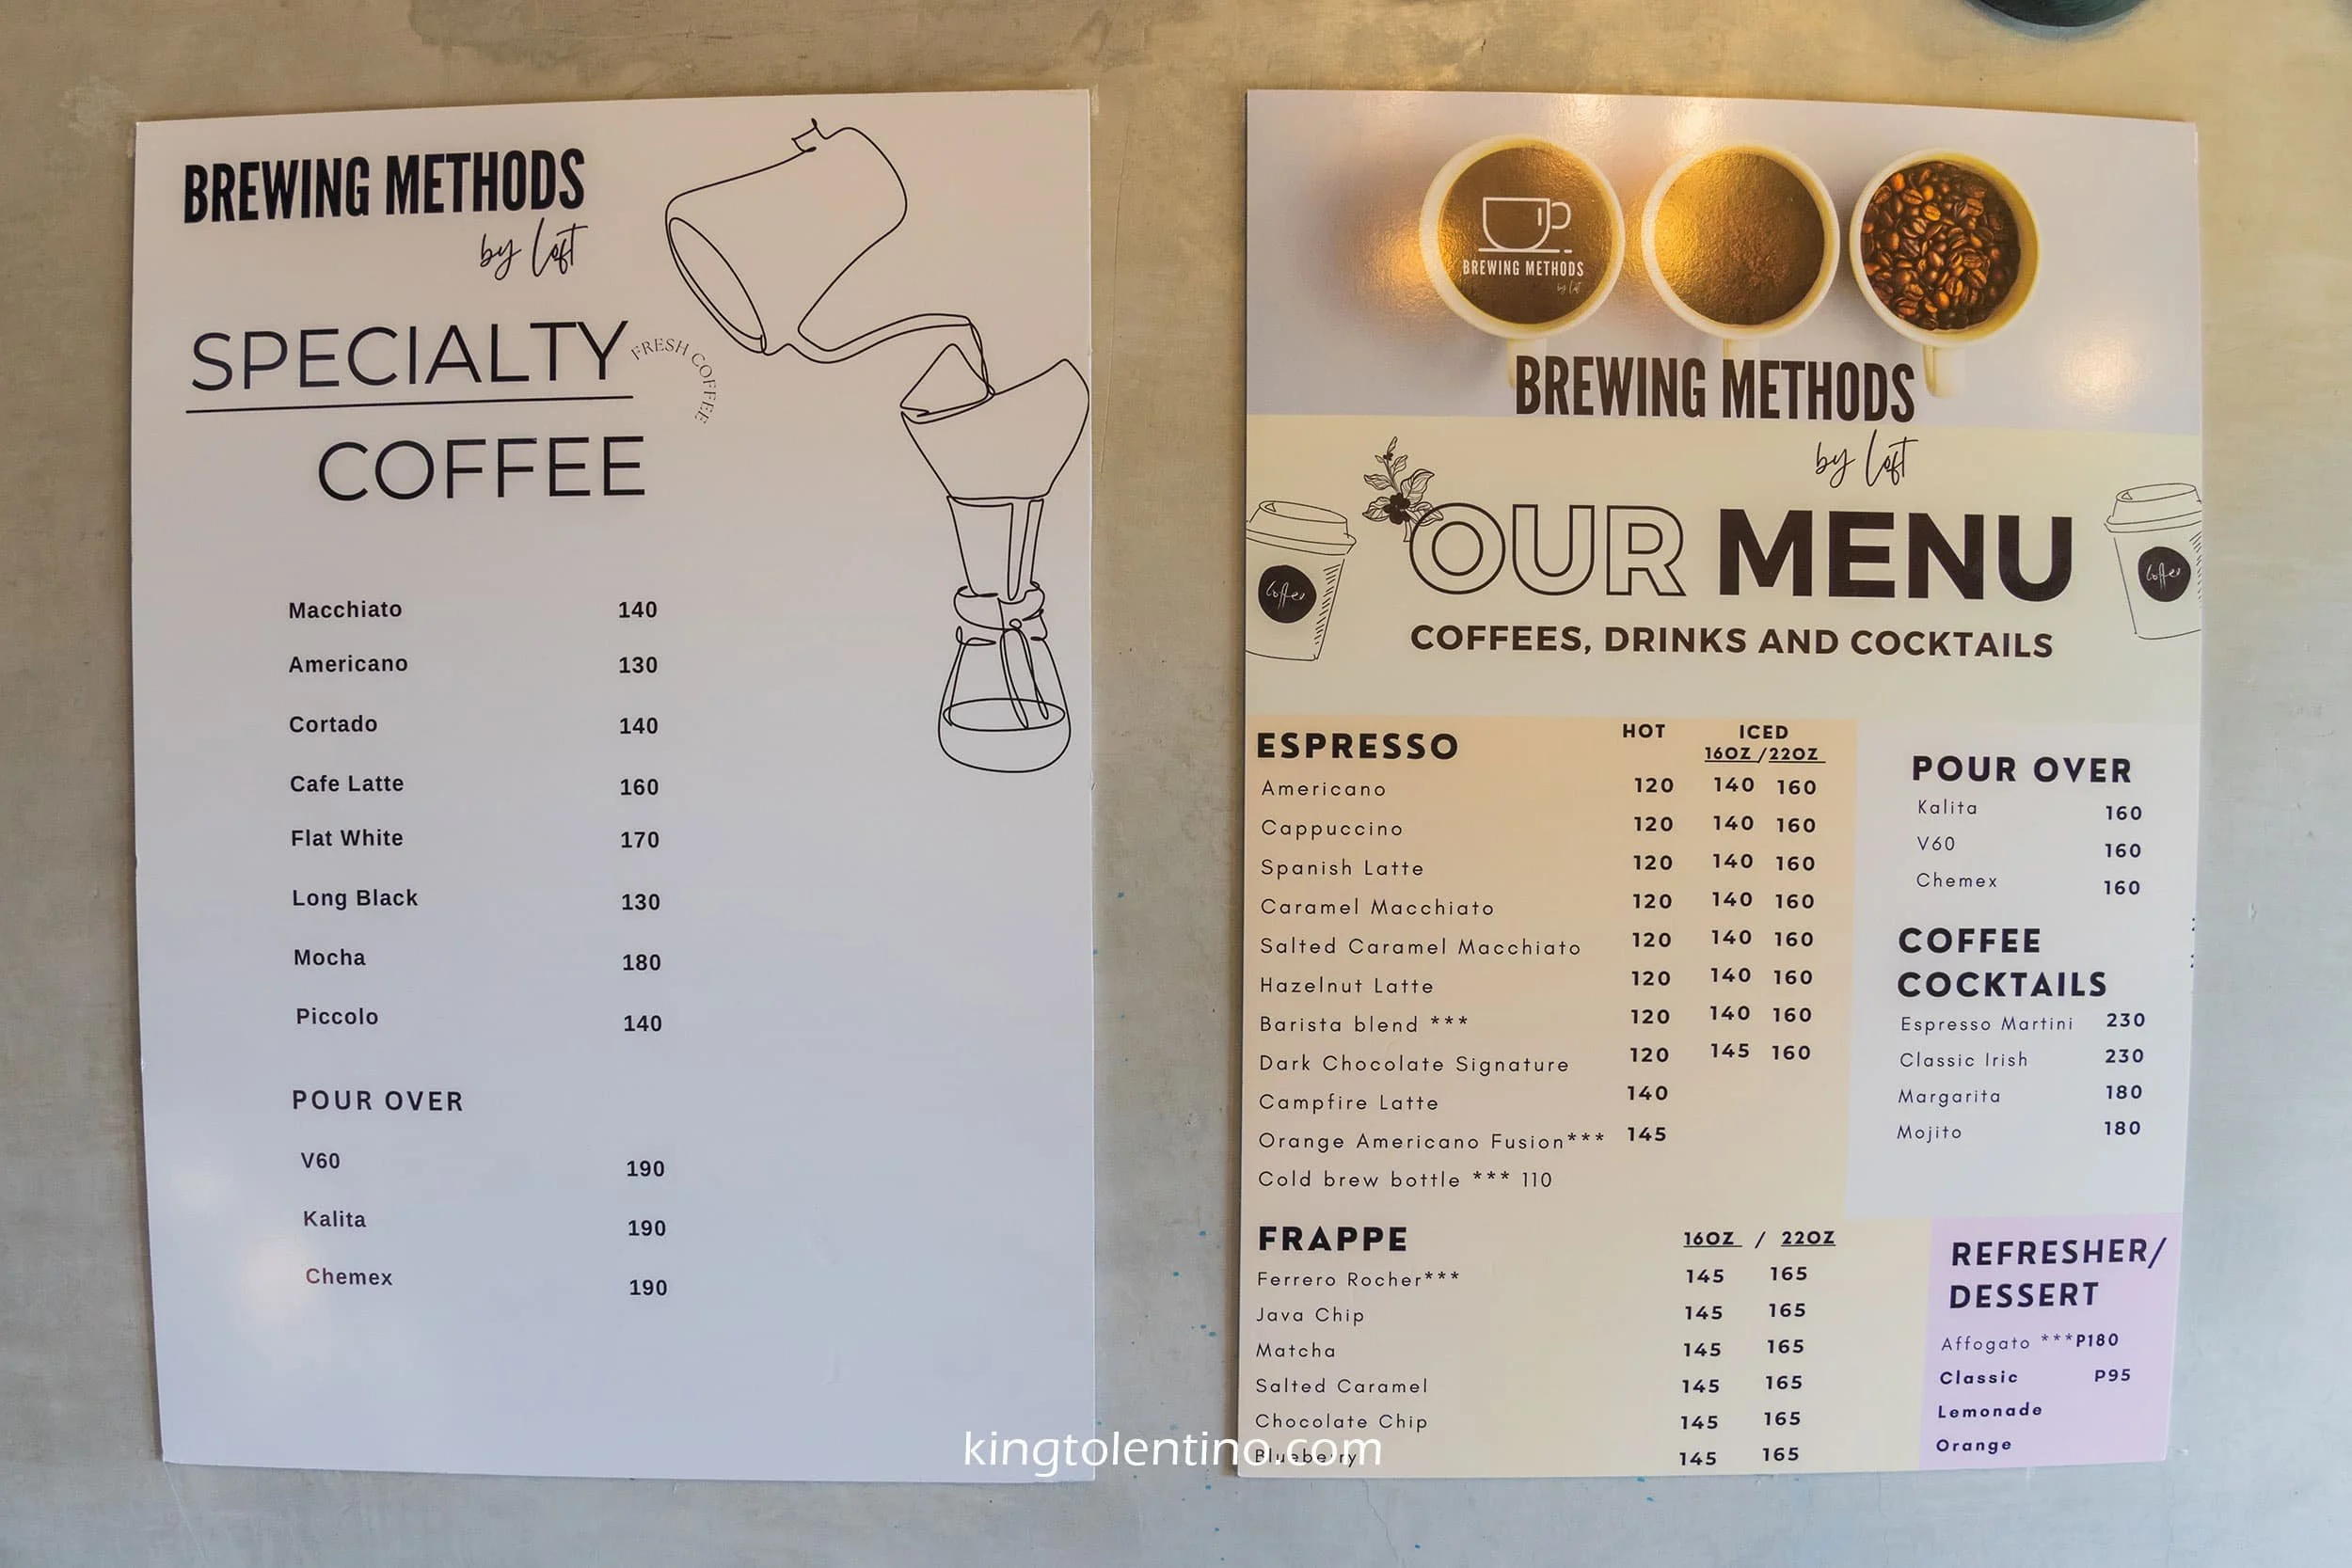 BREWING METHODS
by loft
SPECIALTY
FRESH COFFEE
COFFEE
Macchiato 140
Americano 130
Cortado 140
Cafe Latte 160
Flat White 170
Long Black 130
Mocha 180
Piccolo 140
POUR OVER
V60 190
Kalita 190
Chemex 190
BREWING METHODS
by loft
BREWING METHODS
by loft
OUR MENU
Coffee
Coffee
COFFEES, DRINKS AND COCKTAILS
ESPRESSO HOT ICED
16OZ /22OZ
Americano 120 140 160
Cappuccino 120 140 160
Spanish Latte 120 140 160
Caramel Macchiato 120 140 160
Salted Caramel Macchiato 120 140 160
Hazelnut Latte 120 140 160
Barista blend *** 120 140 160
Dark Chocolate Signature 120 145 160
Campfire Latte 140
Orange Americano Fusion*** 145
Cold brew bottle *** 110
FRAPPE 16OZ / 22OZ
Ferrero Rocher*** 145 165
Java Chip 145 165
Matcha 145 165
Salted Caramel 145 165
Chocolate Chip 145 165
Blueberry 145 165
POUR OVER
Kalita 160
V60 160
Chemex 160
COFFEE
COCKTAILS
Espresso Martini 230
Classic Irish 230
Margarita 180
Mojito 180
REFRESHER/
DESSERT
Affogato ***P180
Classic P95
Lemonade
Orange
kingtolentino.com